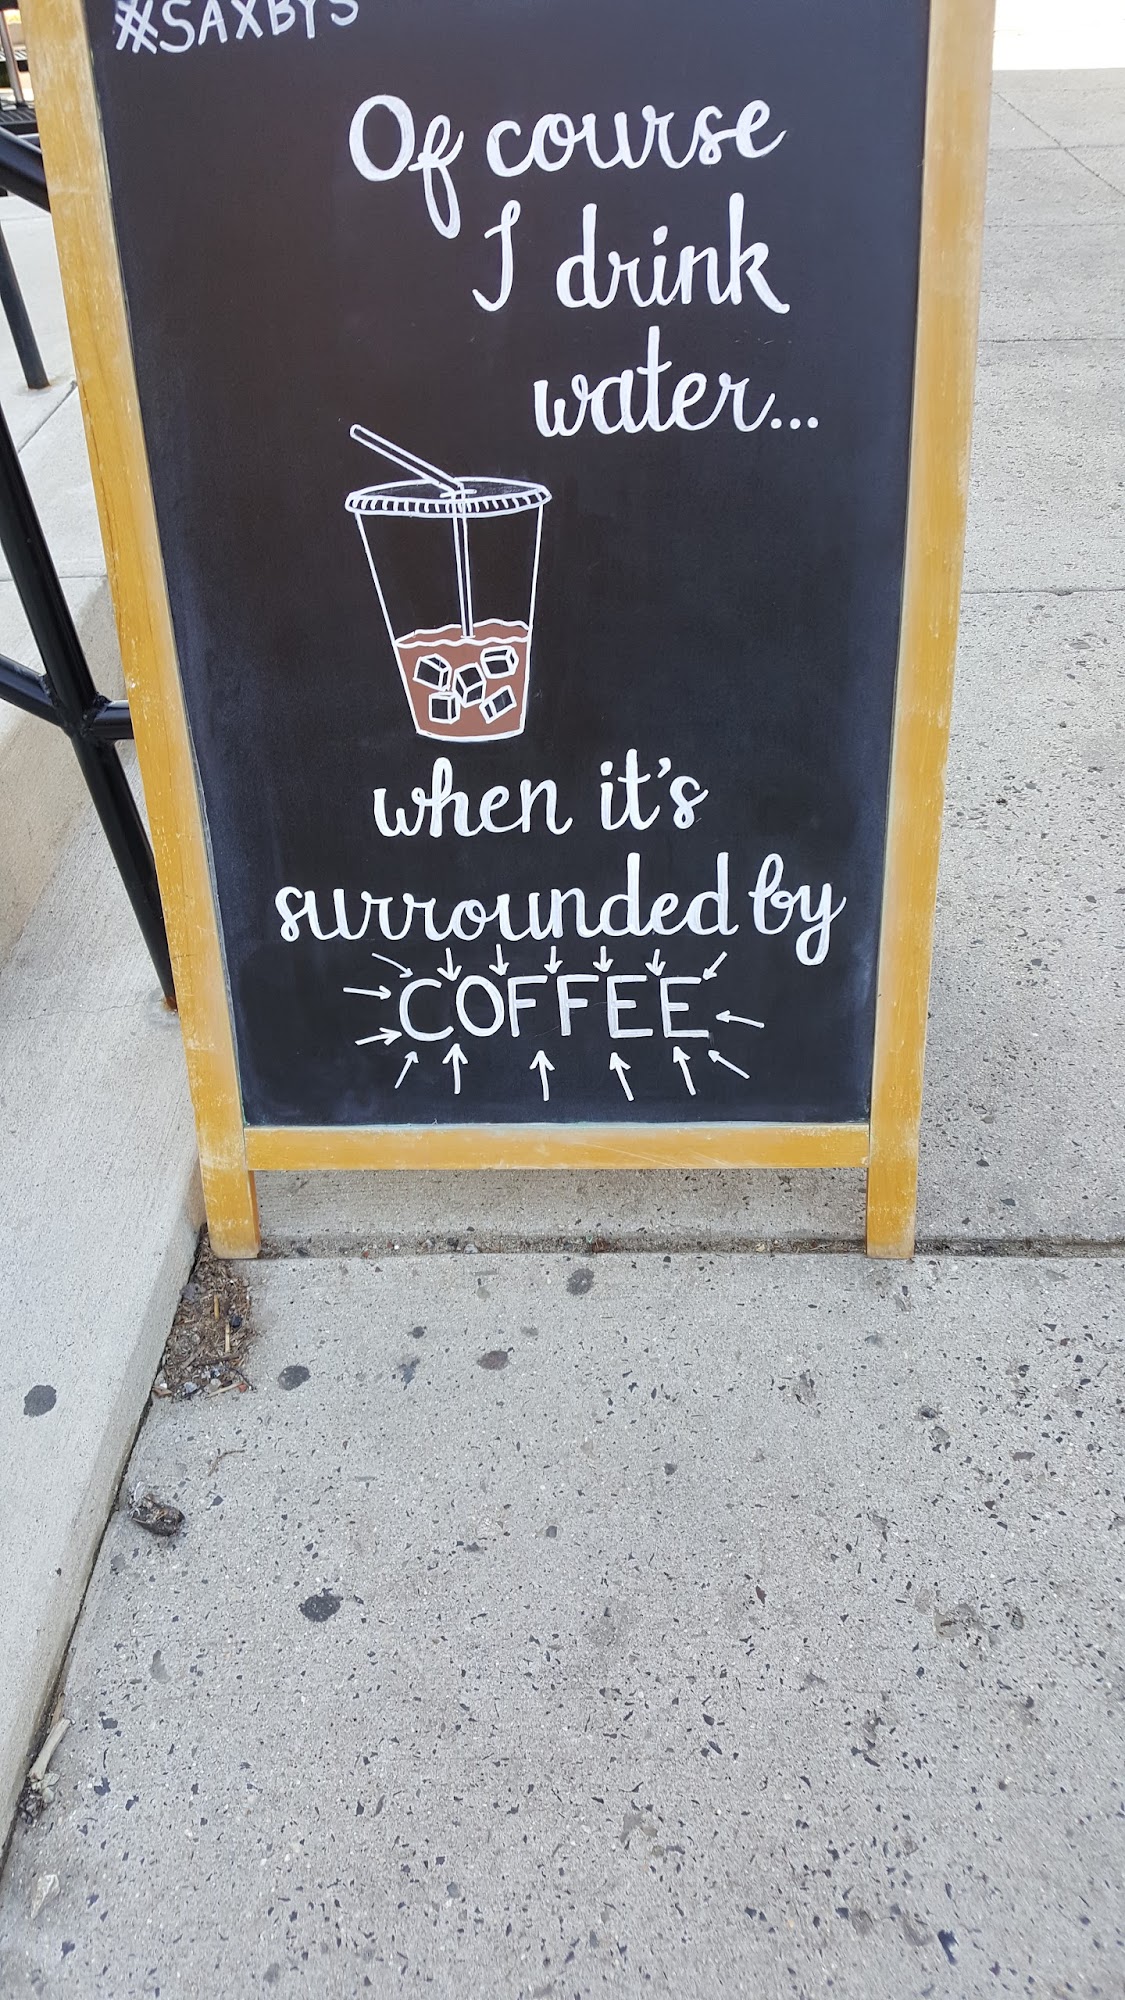 #SAXBYS
Of course
I drink
water...
when it's
surrounded by
COFFEE